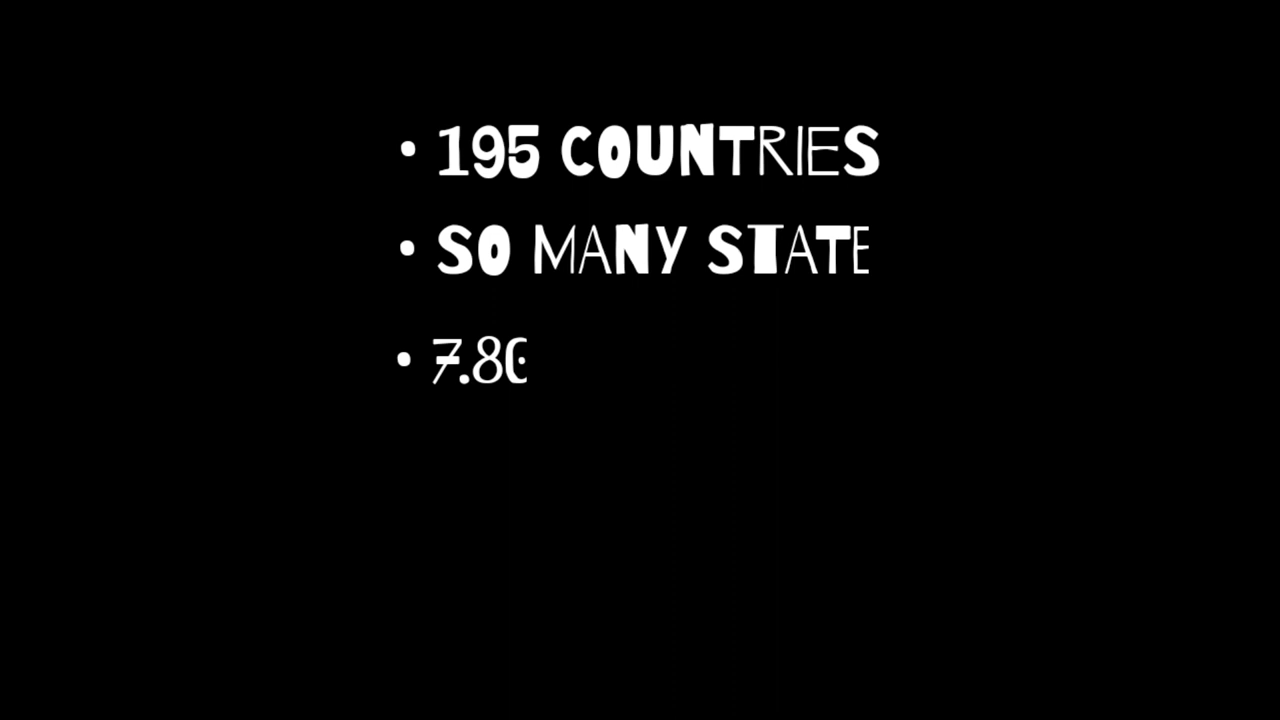 • 195 COUNTRIES
• SO MANY STATE
• 7.8